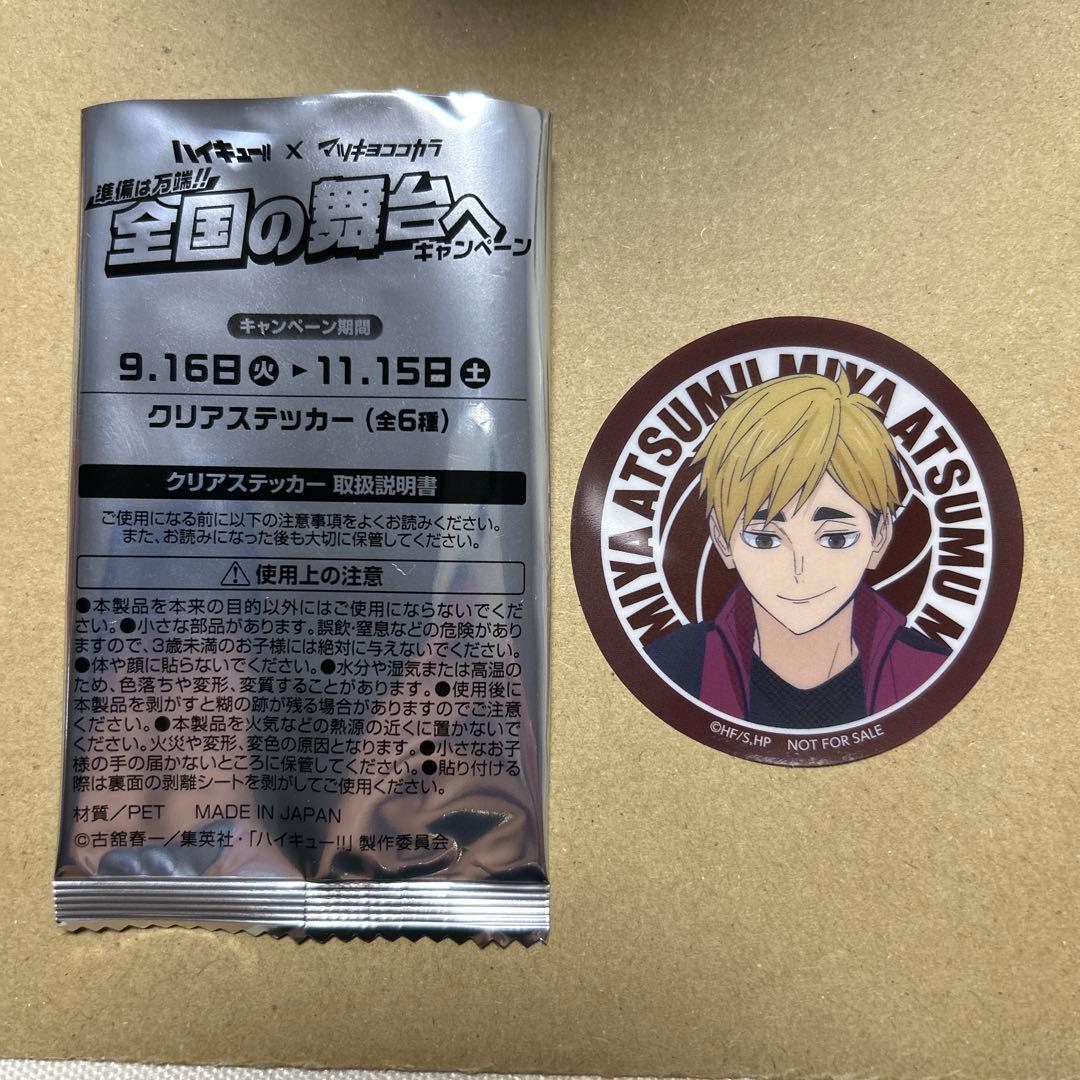 ハイキュー!! × マツキヨココカラ
準備は万端!!
全国の舞台へ
キャンペーン
キャンペーン期間
9.16日火▶11.15日土
クリアステッカー(全6種)
クリアステッカー 取扱説明書
ご使用になる前に以下の注意事項をよくお読みください。
また、お読みになった後も大切に保管してください。
⚠使用上の注意
●本製品を本来の目的以外にはご使用にならないでくだ
さい。●小さな部品があります。誤飲・窒息などの危険があり
ますので、3歳未満のお子様には絶対に与えないでください。
●体や顔に貼らないでください。●水分や湿気または高温の
ため、色落ちや変形、変質することがあります。●使用後に
本製品を剥がすと糊の跡が残る場合がありますのでご注意
ください。●本製品を火気などの熱源の近くに置かないで
ください。火災や変形、変色の原因となります。●小さなお子
様の手の届かないところに保管してください。●貼り付ける
際は裏面の剥離シートを剥がしてご使用ください。
材質/PET MADE IN JAPAN
©古舘春一/集英社・「ハイキュー!!」製作委員会
MIYA ATSUMU MIYA ATSUMU M
©HF/S,HP NOT FOR SALE